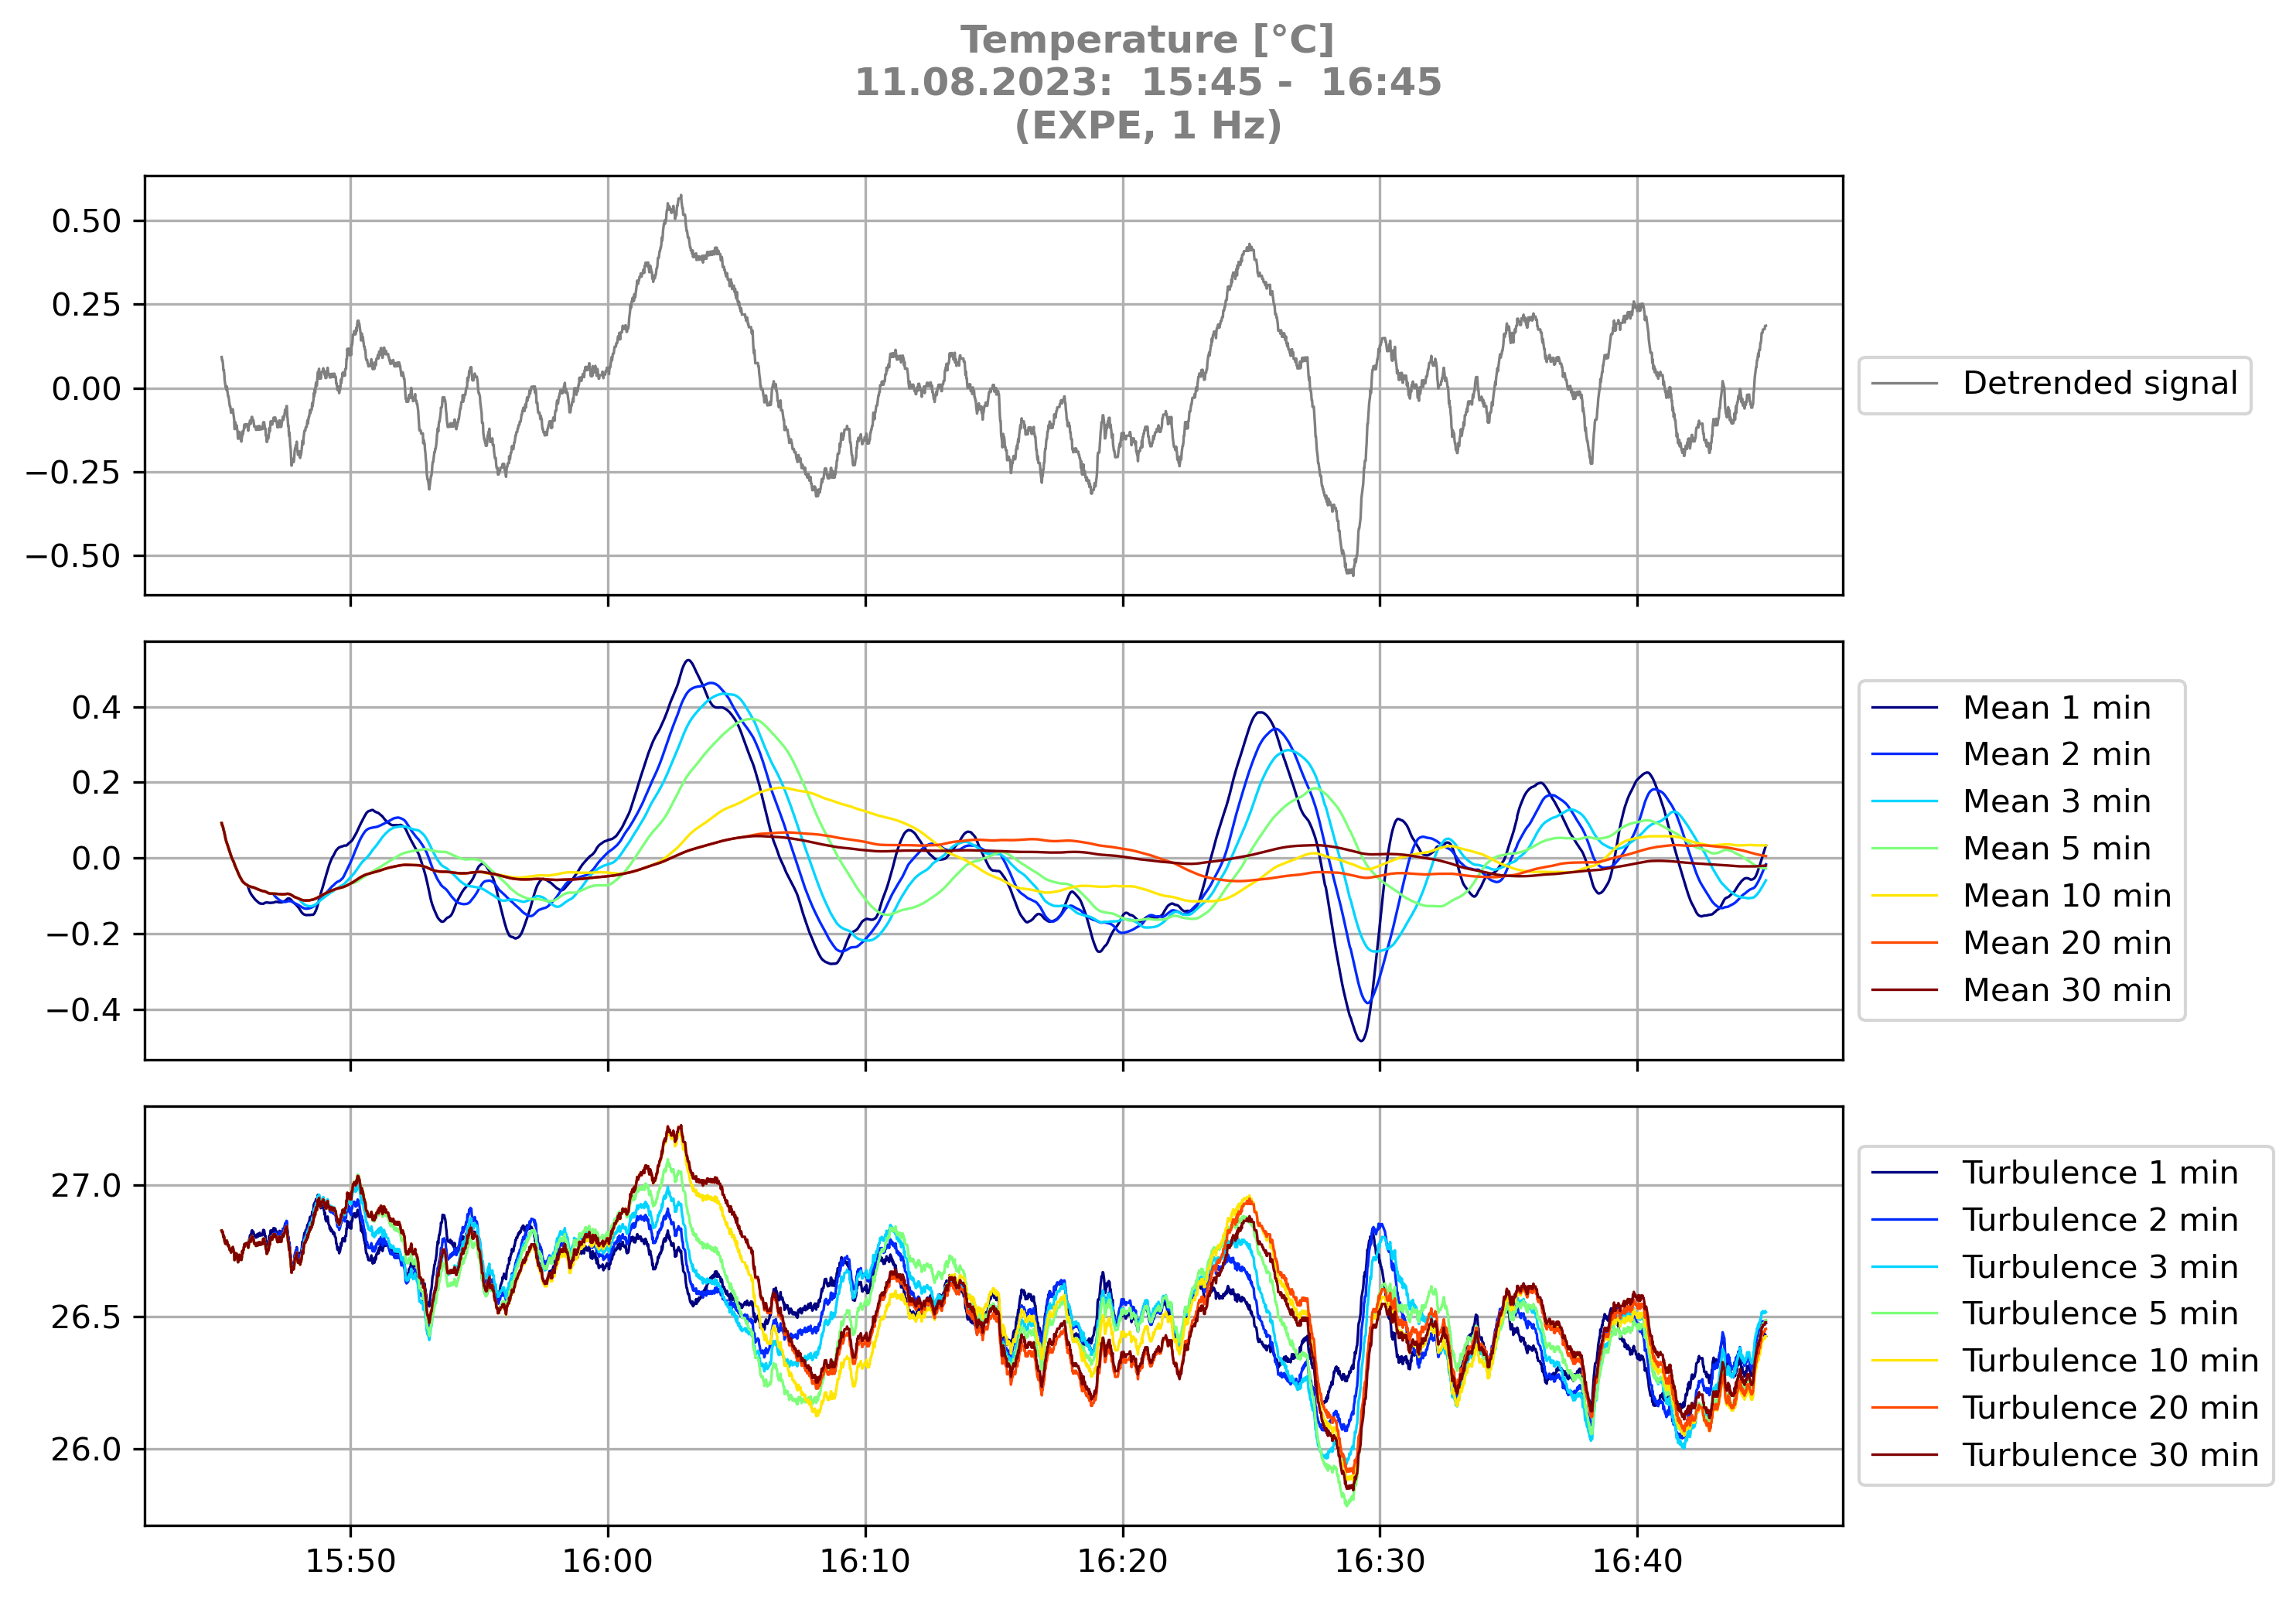 Temperature [°C]
11.08.2023: 15:45 - 16:45
(EXPE, 1 Hz)
0.50
0.25
0.00
−0.25
−0.50
Detrended signal
0.4
0.2
0.0
−0.2
−0.4
Mean 1 min
Mean 2 min
Mean 3 min
Mean 5 min
Mean 10 min
Mean 20 min
Mean 30 min
27.0
26.5
26.0
Turbulence 1 min
Turbulence 2 min
Turbulence 3 min
Turbulence 5 min
Turbulence 10 min
Turbulence 20 min
Turbulence 30 min
15:50 16:00 16:10 16:20 16:30 16:40